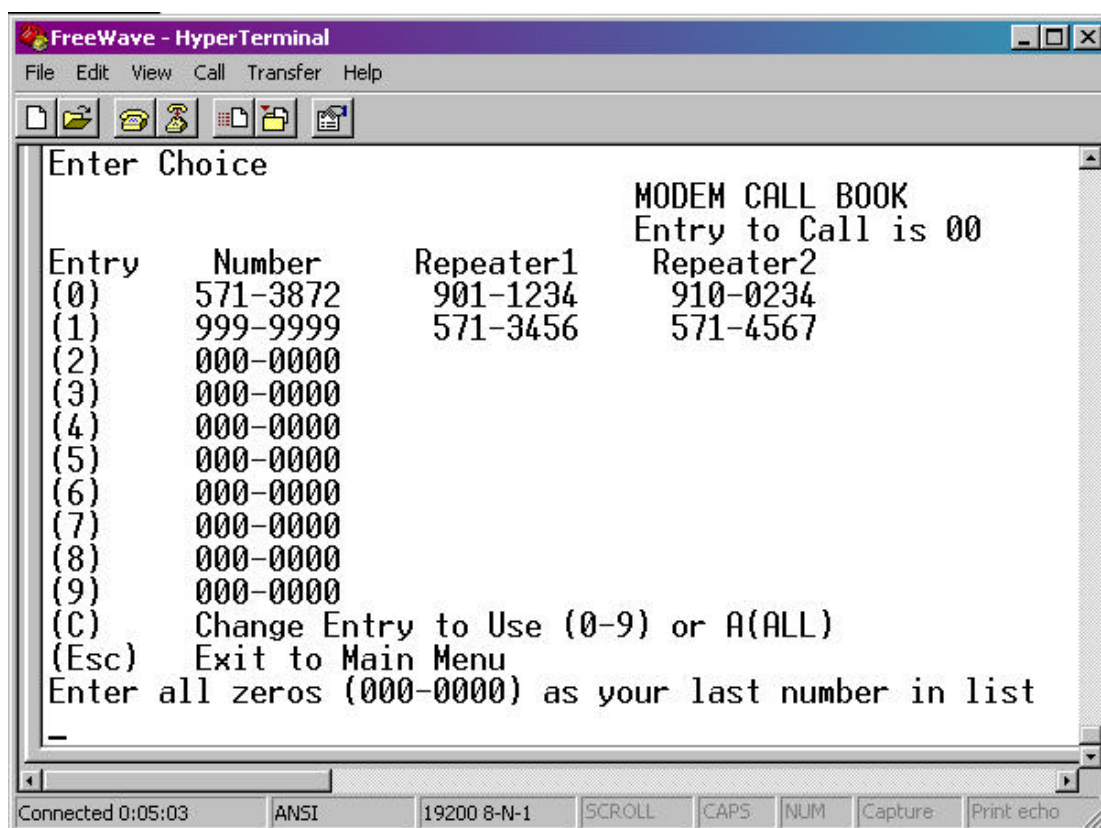 FreeWave - HyperTerminal
File Edit View Call Transfer Help
Enter Choice
MODEM CALL BOOK
Entry to Call is 00
Entry Number Repeater1 Repeater2
(0) 571-3872 901-1234 910-0234
(1) 999-9999 571-3456 571-4567
(2) 000-0000
(3) 000-0000
(4) 000-0000
(5) 000-0000
(6) 000-0000
(7) 000-0000
(8) 000-0000
(9) 000-0000
(C) Change Entry to Use (0-9) or A(ALL)
(Esc) Exit to Main Menu
Enter all zeros (000-0000) as your last number in list
_
Connected 0:05:03 ANSI 19200 8-N-1 SCROLL CAPS NUM Capture Print echo